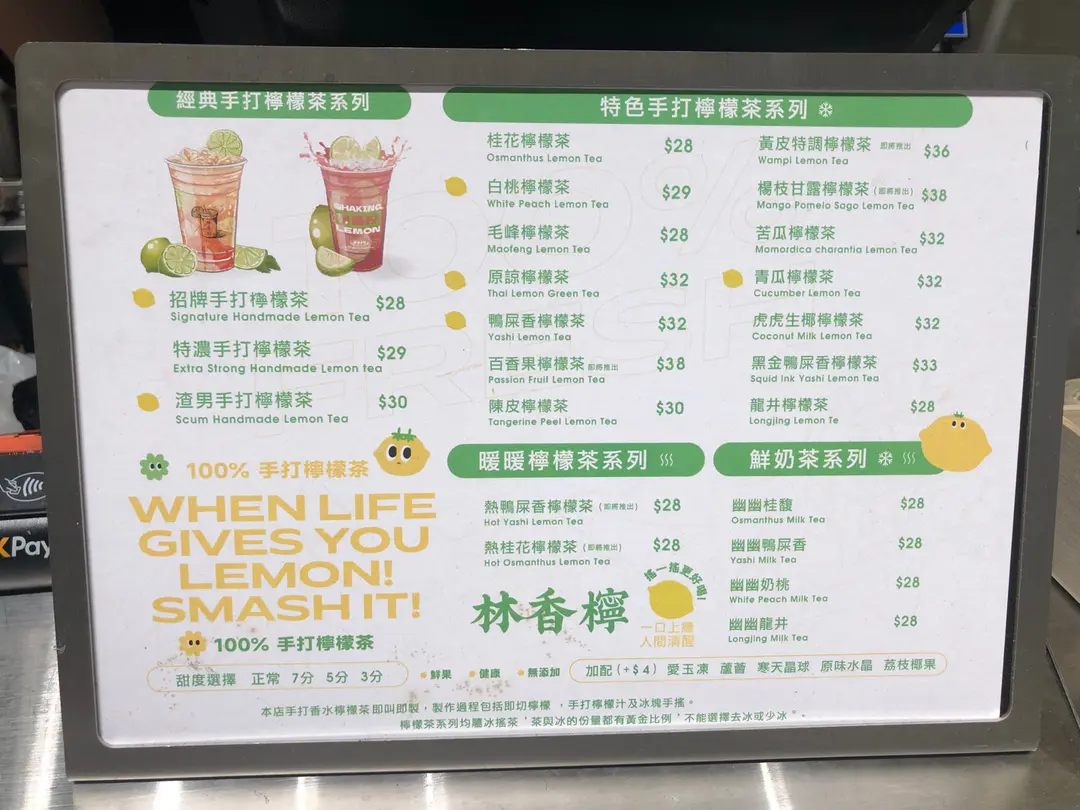 經典手打檸檬茶系列
SHAKING
LEMON
招牌手打檸檬茶 $28
Signature Handmade Lemon Tea
特濃手打檸檬茶 $29
Extra Strong Handmade Lemon tea
渣男手打檸檬茶 $30
Scum Handmade Lemon Tea
100% 手打檸檬茶
WHEN LIFE
GIVES YOU
LEMON!
SMASH IT!
100% 手打檸檬茶
特色手打檸檬茶系列
桂花檸檬茶 $28
Osmanthus Lemon Tea
白桃檸檬茶 $29
White Peach Lemon Tea
毛峰檸檬茶 $28
Maofeng Lemon Tea
原諒檸檬茶 $32
Thai Lemon Green Tea
鴨屎香檸檬茶 $32
Yashi Lemon Tea
百香果檸檬茶 即將推出 $38
Passion Fruit Lemon Tea
陳皮檸檬茶 $30
Tangerine Peel Lemon Tea
黃皮特調檸檬茶 即將推出 $36
Wampi Lemon Tea
楊枝甘露檸檬茶 (即將推出) $38
Mango Pomelo Sago Lemon Tea
苦瓜檸檬茶 $32
Momordica charantia Lemon Tea
青瓜檸檬茶 $32
Cucumber Lemon Tea
虎虎生椰檸檬茶 $32
Coconut Milk Lemon Tea
黑金鴨屎香檸檬茶 $33
Squid Ink Yashi Lemon Tea
龍井檸檬茶 $28
Longjing Lemon Te
暖暖檸檬茶系列
熱鴨屎香檸檬茶 (即將推出) $28
Hot Yashi Lemon Tea
熱桂花檸檬茶 (即將推出) $28
Hot Osmanthus Lemon Tea
林香檸
搖一搖更好喝!
一口上癮
人間清醒
鮮奶茶系列
幽幽桂馥 $28
Osmanthus Milk Tea
幽幽鴨屎香 $28
Yashi Milk Tea
幽幽奶桃 $28
White Peach Milk Tea
幽幽龍井 $28
Longjing Milk Tea
甜度選擇 正常 7分 5分 3分
鮮果 健康 無添加
加配 (+$4) 愛玉凍 蘆薈 寒天晶球 原味水晶 荔枝椰果
本店手打香水檸檬茶即叫即製，製作過程包括即切檸檬 ，手打檸檬汁及冰塊手搖。
檸檬茶系列均屬冰搖茶，茶與冰的份量都有黃金比例，不能選擇去冰或少冰。
Pay